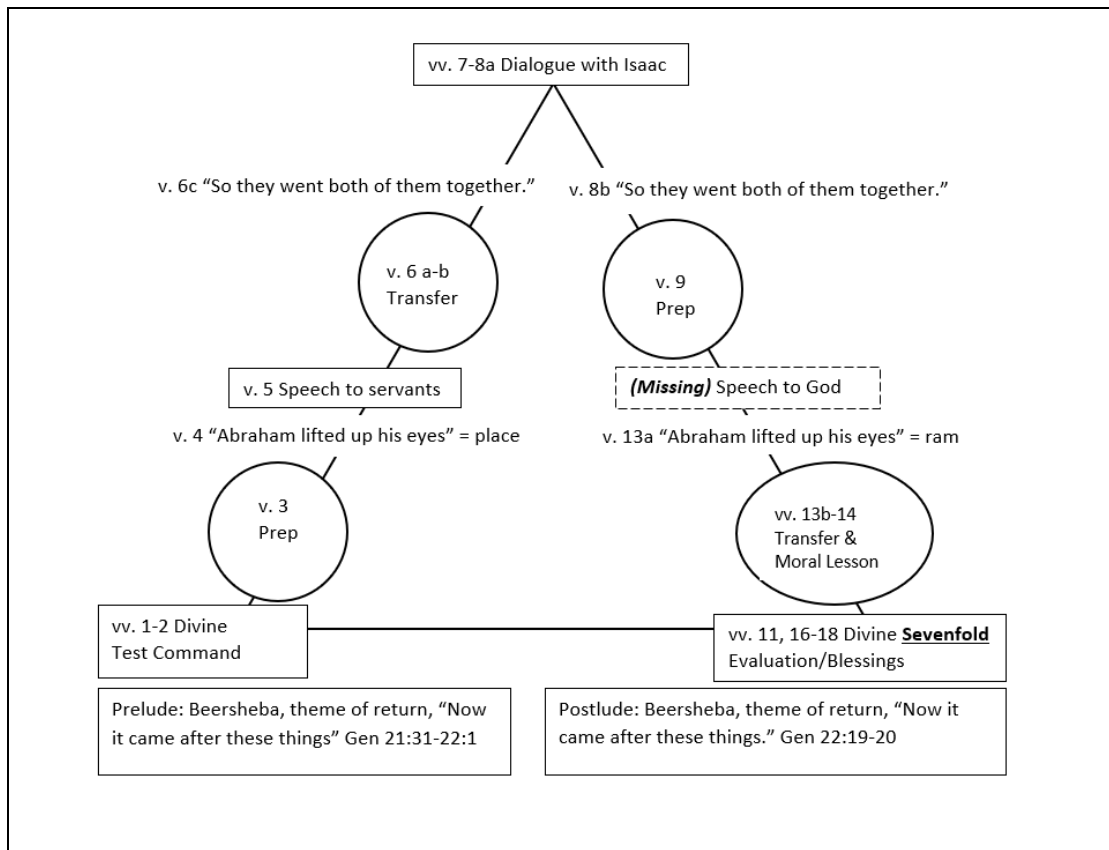 vv. 7-8a Dialogue with Isaac
v. 6c “So they went both of them together.”
v. 8b “So they went both of them together.”
v. 6 a-b
Transfer
v. 9
Prep
v. 5 Speech to servants
(Missing) Speech to God
v. 4 “Abraham lifted up his eyes” = place
v. 13a “Abraham lifted up his eyes” = ram
v. 3
Prep
vv. 13b-14
Transfer &
Moral Lesson
vv. 1-2 Divine
Test Command
vv. 11, 16-18 Divine Sevenfold
Evaluation/Blessings
Prelude: Beersheba, theme of return, “Now
it came after these things” Gen 21:31-22:1
Postlude: Beersheba, theme of return, “Now it
came after these things.” Gen 22:19-20